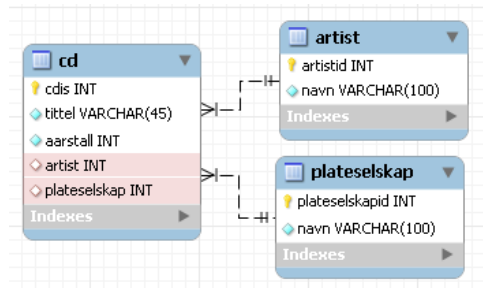 cd
cdis INT
tittel VARCHAR(45)
aarstall INT
artist INT
plateselskap INT
Indexes
artist
artistid INT
navn VARCHAR(100)
Indexes
plateselskap
plateselskapid INT
navn VARCHAR(100)
Indexes